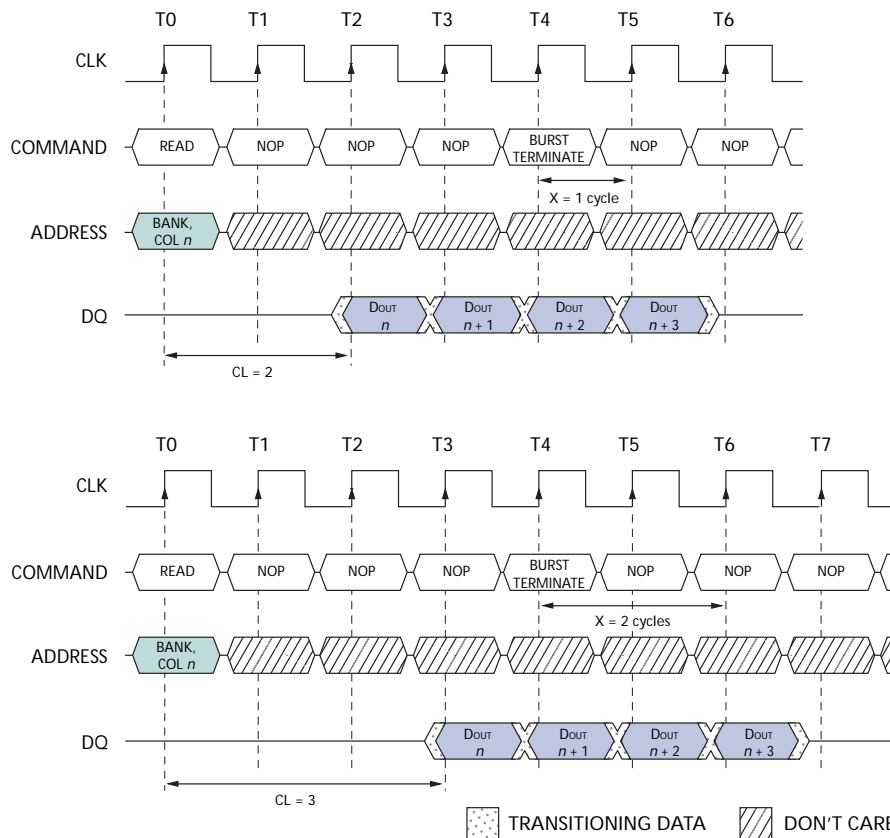 T0 T1 T2 T3 T4 T5 T6
CLK
COMMAND READ NOP NOP NOP BURST TERMINATE NOP NOP
X = 1 cycle
ADDRESS BANK, COL n
DQ DOUT n DOUT n + 1 DOUT n + 2 DOUT n + 3
CL = 2
T0 T1 T2 T3 T4 T5 T6 T7
CLK
COMMAND READ NOP NOP NOP BURST TERMINATE NOP NOP NOP
X = 2 cycles
ADDRESS BANK, COL n
DQ DOUT n DOUT n + 1 DOUT n + 2 DOUT n + 3
CL = 3
TRANSITIONING DATA DON'T CARE